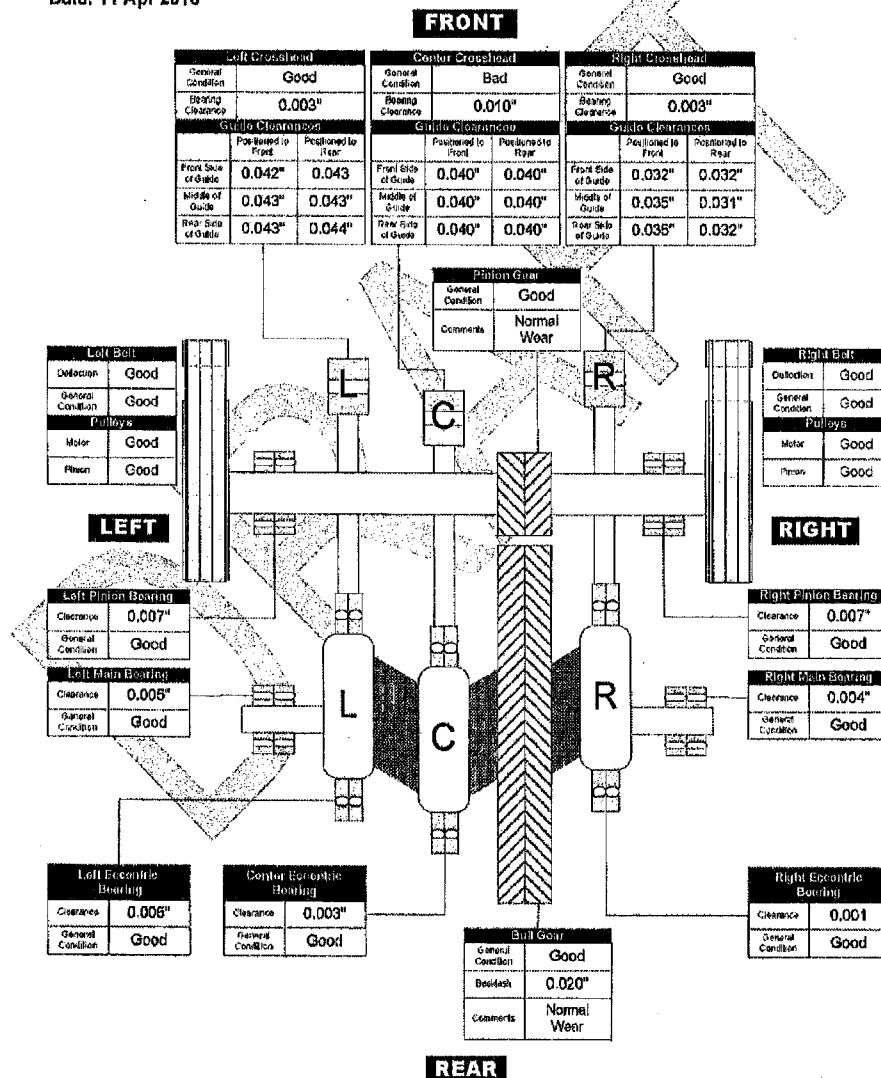 FRONT
Left Crosshead
General Condition Good
Bearing Clearance 0.003"
Guide Clearances
Positioned to Front Positioned to Rear
Front Side of Guide 0.042" 0.043
Middle of Guide 0.043" 0.043"
Rear Side of Guide 0.043" 0.044"
Center Crosshead
General Condition Bad
Bearing Clearance 0.010"
Guide Clearances
Positioned to Front Positioned to Rear
Front Side of Guide 0.040" 0.040"
Middle of Guide 0.040" 0.040"
Rear Side of Guide 0.040" 0.040"
Right Crosshead
General Condition Good
Bearing Clearance 0.003"
Guide Clearances
Positioned to Front Positioned to Rear
Front Side of Guide 0.032" 0.032"
Middle of Guide 0.035" 0.031"
Rear Side of Guide 0.032"
Pinion Gear
General Condition Good
Comments Normal Wear
Left Belt
Deflection Good
General Condition Good
Pulleys
Motor Good
Pinion Good
L
C
R
Right Belt
Deflection Good
General Condition Good
Pulleys
Motor Good
Pinion Good
LEFT
RIGHT
Left Pinion Bearing
Clearance 0.007"
General Condition Good
Left Main Bearing
Clearance 0.005"
General Condition Good
Right Pinion Bearing
Clearance 0.007"
General Condition Good
Right Main Bearing
Clearance 0.004"
General Condition Good
L
C
R
Left Eccentric Bearing
Clearance
General Condition Good
Center Eccentric Bearing
Clearance 0.003"
General Condition Good
Right Eccentric Bearing
Clearance 0.001
General Condition Good
Bull Gear
General Condition Good
Backlash 0.020"
Comments Normal Wear
REAR